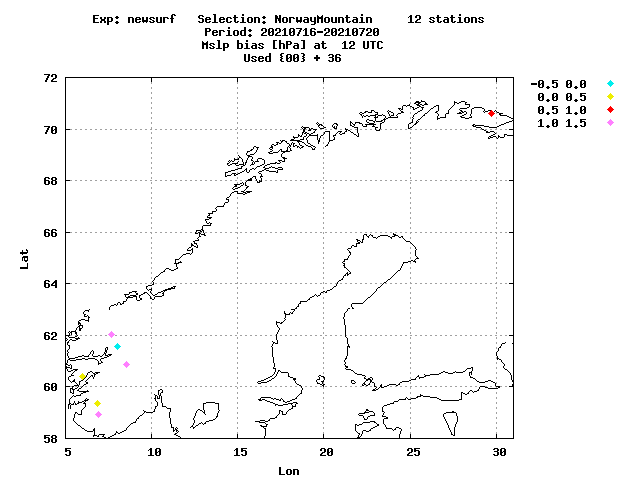 Exp: newsurf   Selection: NorwayMountain     12 stations
Period: 20210716-20210720
Mslp bias [hPa] at  12 UTC
Used {00} + 36
-0.5 0.0
0.0 0.5
0.5 1.0
1.0 1.5
72
70
68
66
64
62
60
58
Lat
5 10 15 20 25 30
Lon